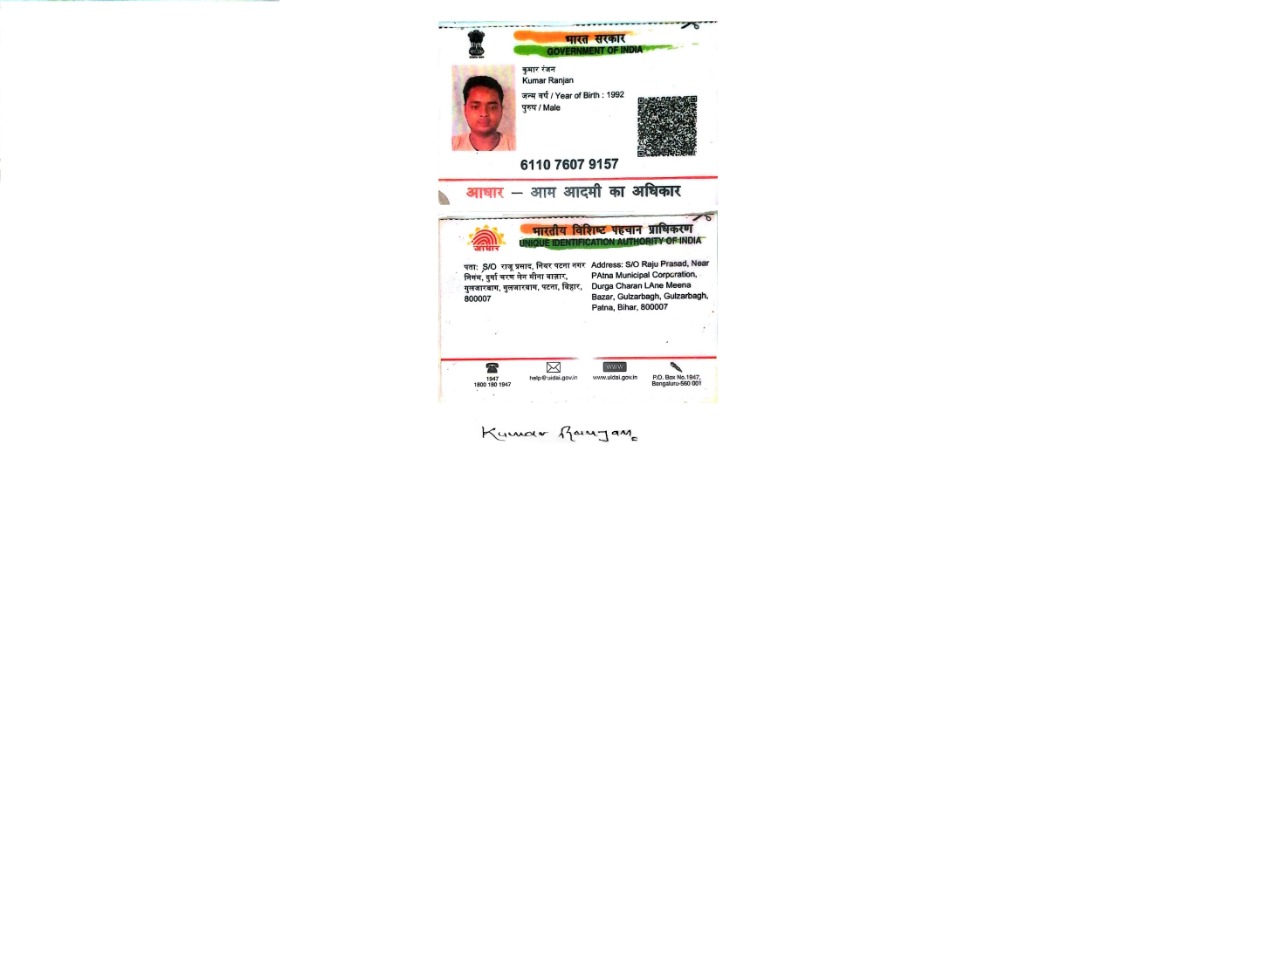 भारत सरकार
GOVERNMENT OF INDIA
कुमार रंजन
Kumar Ranjan
जन्म वर्ष / Year of Birth : 1992
पुरुष / Male
6110 7607 9157
आधार – आम आदमी का अधिकार
भारतीय विशिष्ट पहचान प्राधिकरण
UNIQUE IDENTIFICATION AUTHORITY OF INDIA
आधार
पता: S/O राजू प्रसाद, नियर पटना नगर
निगम, दुर्गा चरण लेन मीना बाज़ार,
गुलजारबाग, गुलजारबाग, पटना, बिहार,
800007
Address: S/O Raju Prasad, Near
PAtna Municipal Corporation,
Durga Charan LAne Meena
Bazar, Gulzarbagh, Gulzarbagh,
Patna, Bihar, 800007
1947
1800 180 1947
help@uidai.gov.in
WWW
www.uidai.gov.in
P.O. Box No.1947,
Bengaluru-560 001
Kumar Ranjan